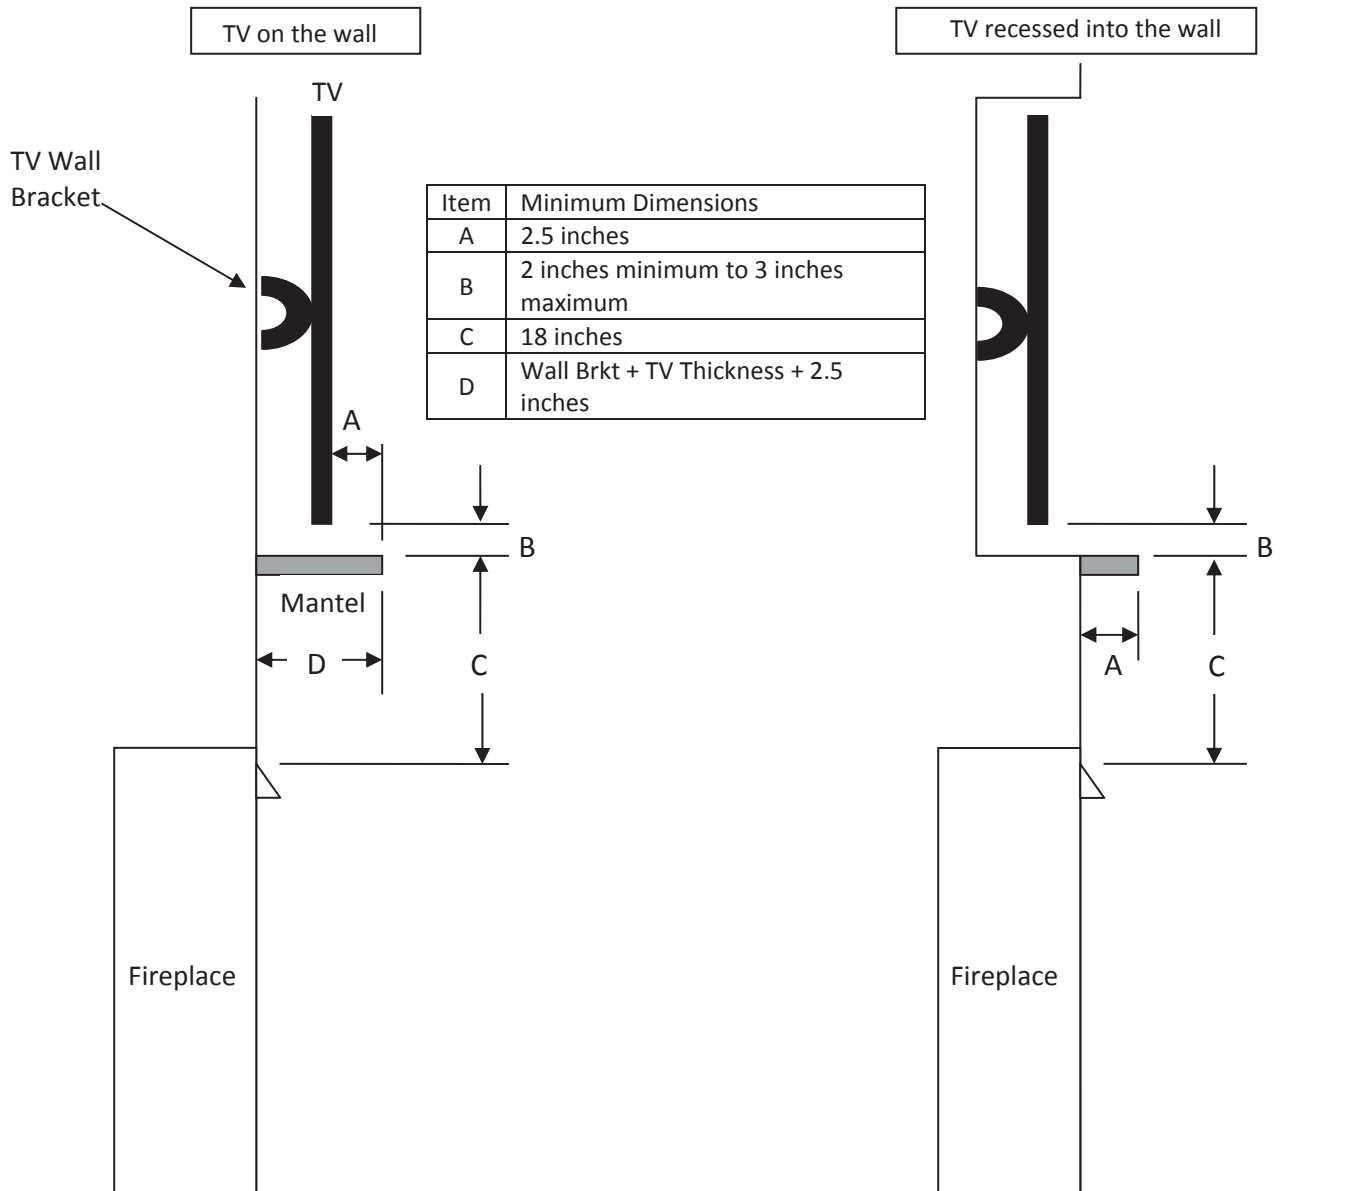 TV on the wall
TV recessed into the wall
TV
TV Wall
Bracket
Item Minimum Dimensions
A 2.5 inches
B 2 inches minimum to 3 inches
maximum
C 18 inches
D Wall Brkt + TV Thickness + 2.5
inches
A
B
Mantel
D
C
Fireplace
B
A
C
Fireplace